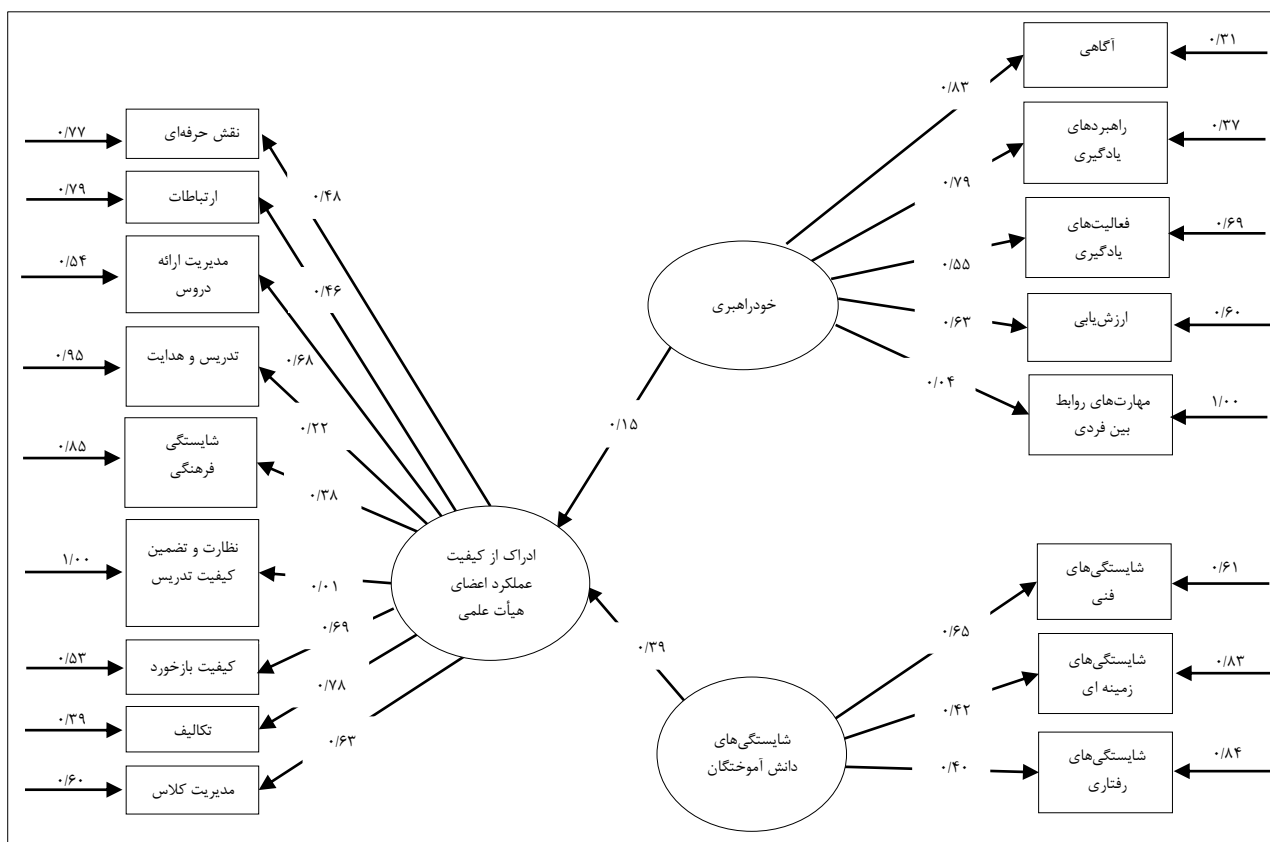 آگاهی
۰/۳۱
۰/۸۳
راهبردهای
یادگیری
۰/۳۷
۰/۷۹
فعالیت‌های
یادگیری
۰/۶۹
۰/۵۵
ارزش‌یابی
۰/۶۰
۰/۶۳
مهارت‌های روابط
بین فردی
۱/۰۰
۰/۰۴
خودراهبری
۰/۱۵
شایستگی‌های
فنی
۰/۶۱
۰/۶۵
شایستگی‌های
زمینه ای
۰/۸۳
۰/۴۲
شایستگی‌های
رفتاری
۰/۸۴
۰/۴۰
شایستگی‌های
دانش آموختگان
۰/۳۹
ادراک از کیفیت
عملکرد اعضای
هیأت علمی
نقش حرفه‌ای
۰/۷۷
۰/۴۸
ارتباطات
۰/۷۹
۰/۴۶
مدیریت ارائه
دروس
۰/۵۴
۰/۶۸
تدریس و هدایت
۰/۹۵
۰/۲۲
شایستگی
فرهنگی
۰/۸۵
۰/۳۸
نظارت و تضمین
کیفیت تدریس
۱/۰۰
۰/۰۱
کیفیت بازخورد
۰/۵۳
۰/۶۹
تکالیف
۰/۳۹
۰/۷۸
مدیریت کلاس
۰/۶۰
۰/۶۳